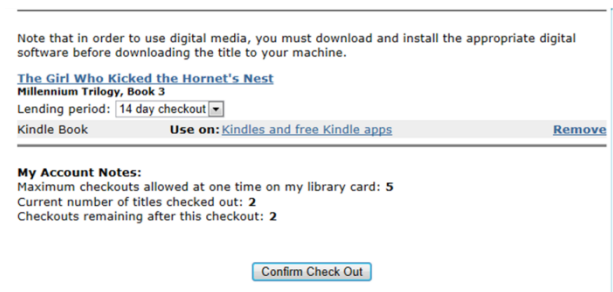 Note that in order to use digital media, you must download and install the appropriate digital
software before downloading the title to your machine.
The Girl Who Kicked the Hornet's Nest
Millennium Trilogy, Book 3
Lending period: 14 day checkout
Kindle Book Use on: Kindles and free Kindle apps Remove
My Account Notes:
Maximum checkouts allowed at one time on my library card: 5
Current number of titles checked out: 2
Checkouts remaining after this checkout: 2
Confirm Check Out